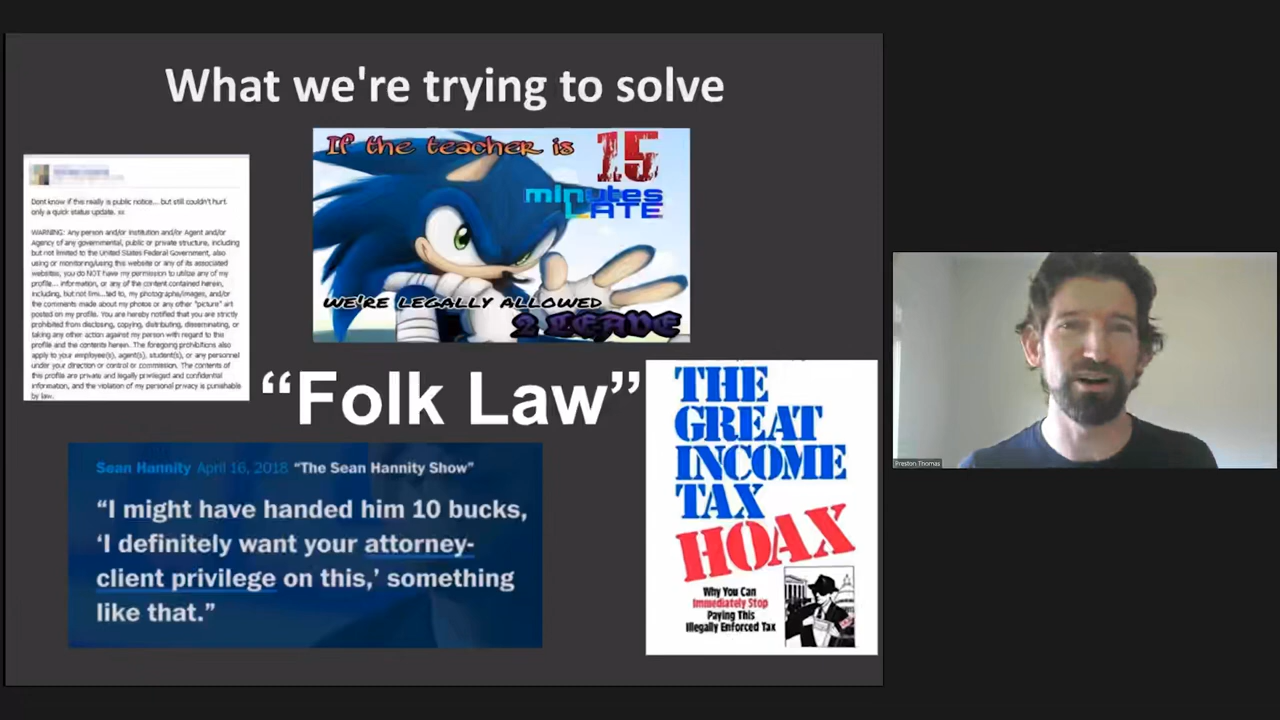 What we're trying to solve
Dont know if this really is public notice... but still couldn't hurt
only a quick status update. xx
WARNING: Any person and/or Institution and/or Agent and/or
Agency of any governmental, public or private structure, including
but not limited to the United States Federal Government, also
using or monitoring/using this website or any of its associated
websites, you do NOT have my permission to utilize any of my
profile... information, or any of the content contained herein,
including, but not limi...ted to, my photographs/images, and/or
the comments made about my photos or any other "picture" art
posted on my profile. You are hereby notified that you are strictly
prohibited from disclosing, copying, distributing, disseminating, or
taking any other action against my person with regard to this
profile and the contents herein. The foregoing prohibitions also
apply to your employee(s), agent(s), student(s), or any personnel
under your direction or control or commission. The contents of
this profile are private and legally privileged and confidential
information, and the violation of my personal privacy is punishable
by law.
If the teacher is 15
minutes
LATE
WE'RE LEGALLY ALLOWED
2 LEAVE
“Folk Law”
Sean Hannity April 16, 2018 “The Sean Hannity Show”
“I might have handed him 10 bucks,
‘I definitely want your attorney-
client privilege on this,’ something
like that.”
THE
GREAT
INCOME
TAX
HOAX
Why You Can
Immediately Stop
Paying This
Illegally Enforced Tax
Preston Thomas